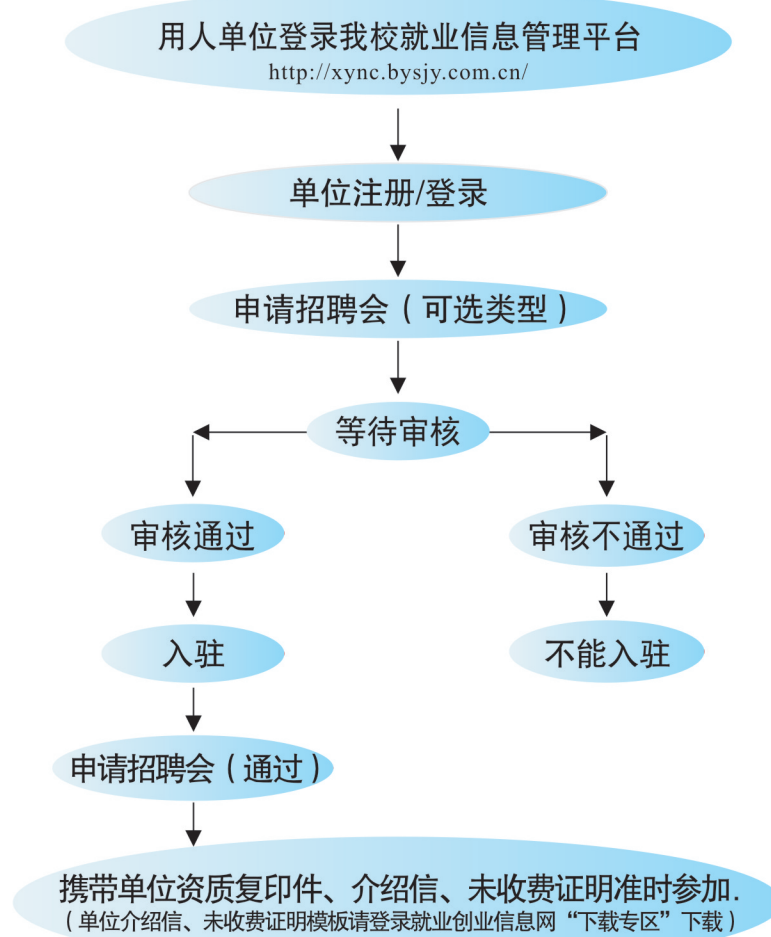 用人单位登录我校就业信息管理平台
http://xync.bysjy.com.cn/
单位注册/登录
申请招聘会（可选类型）
等待审核
审核通过
审核不通过
入驻
不能入驻
申请招聘会（通过）
携带单位资质复印件、介绍信、未收费证明准时参加.
（单位介绍信、未收费证明模板请登录就业创业信息网“下载专区”下载）